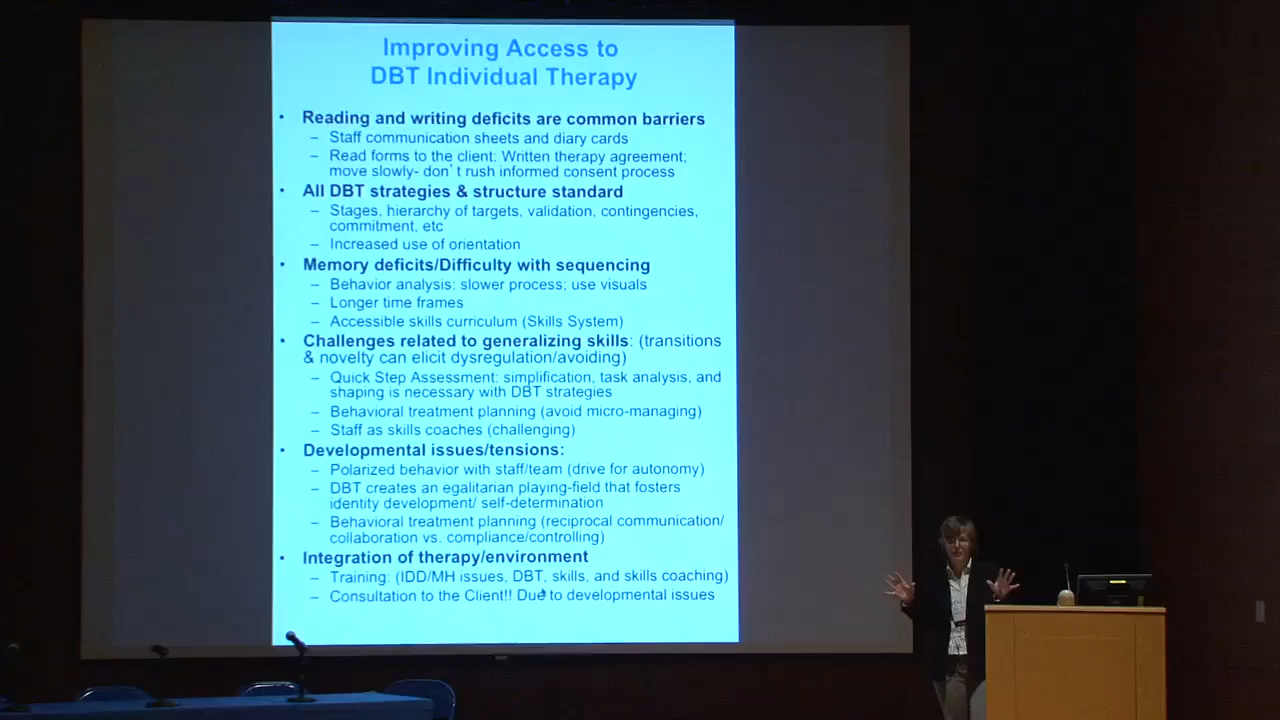 Improving Access to
DBT Individual Therapy
• Reading and writing deficits are common barriers
– Staff communication sheets and diary cards
– Read forms to the client: Written therapy agreement;
move slowly- don't rush informed consent process
• All DBT strategies & structure standard
– Stages, hierarchy of targets, validation, contingencies,
commitment, etc
– Increased use of orientation
• Memory deficits/Difficulty with sequencing
– Behavior analysis: slower process; use visuals
– Longer time frames
– Accessible skills curriculum (Skills System)
• Challenges related to generalizing skills: (transitions
& novelty can elicit dysregulation/avoiding)
– Quick Step Assessment: simplification, task analysis, and
shaping is necessary with DBT strategies
– Behavioral treatment planning (avoid micro-managing)
– Staff as skills coaches (challenging)
• Developmental issues/tensions:
– Polarized behavior with staff/team (drive for autonomy)
– DBT creates an egalitarian playing-field that fosters
identity development/ self-determination
– Behavioral treatment planning (reciprocal communication/
collaboration vs. compliance/controlling)
• Integration of therapy/environment
– Training: (IDD/MH issues, DBT, skills, and skills coaching)
– Consultation to the Client!! Due to developmental issues